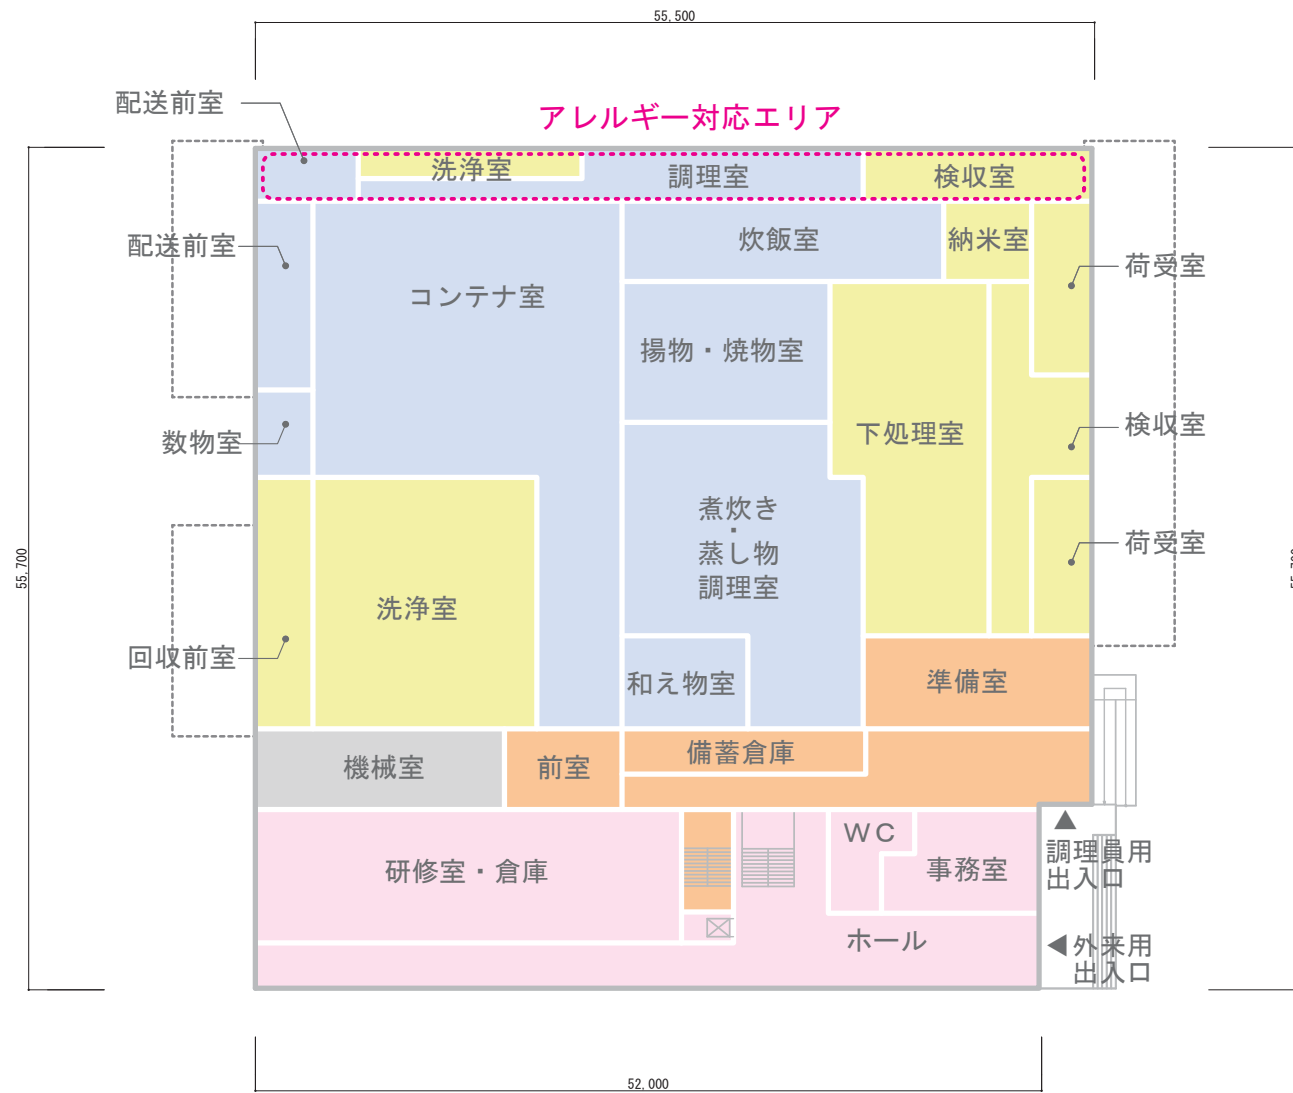 55,500
配送前室
アレルギー対応エリア
洗浄室
調理室
検収室
配送前室
炊飯室
納米室
荷受室
コンテナ室
揚物・焼物室
数物室
下処理室
検収室
煮炊き
・
蒸し物
調理室
荷受室
55,700
洗浄室
回収前室
和え物室
準備室
機械室
前室
備蓄倉庫
研修室・倉庫
WC
事務室
調理員用
出入口
ホール
外来用
出入口
52,000